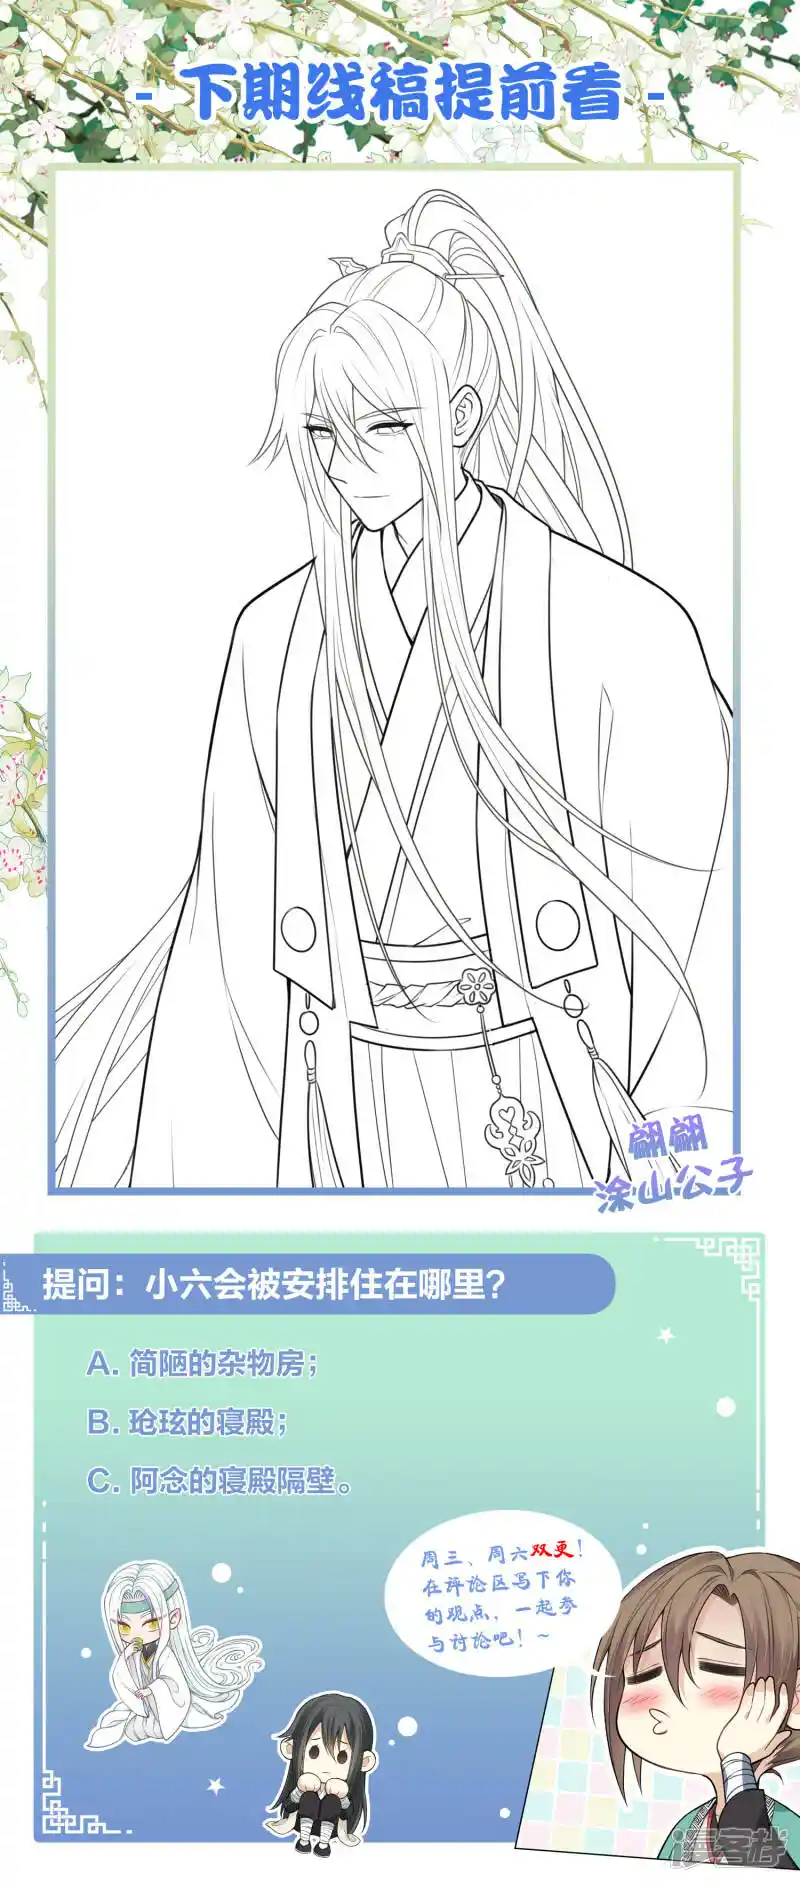 - 下期线稿提前看 -
翩翩
涂山公子
提问：小六会被安排住在哪里？
A. 简陋的杂物房；
B. 玱玹的寝殿；
C. 阿念的寝殿隔壁。
周三、周六双更！
在评论区写下你
的观点，一起参
与讨论吧！~
漫客栈